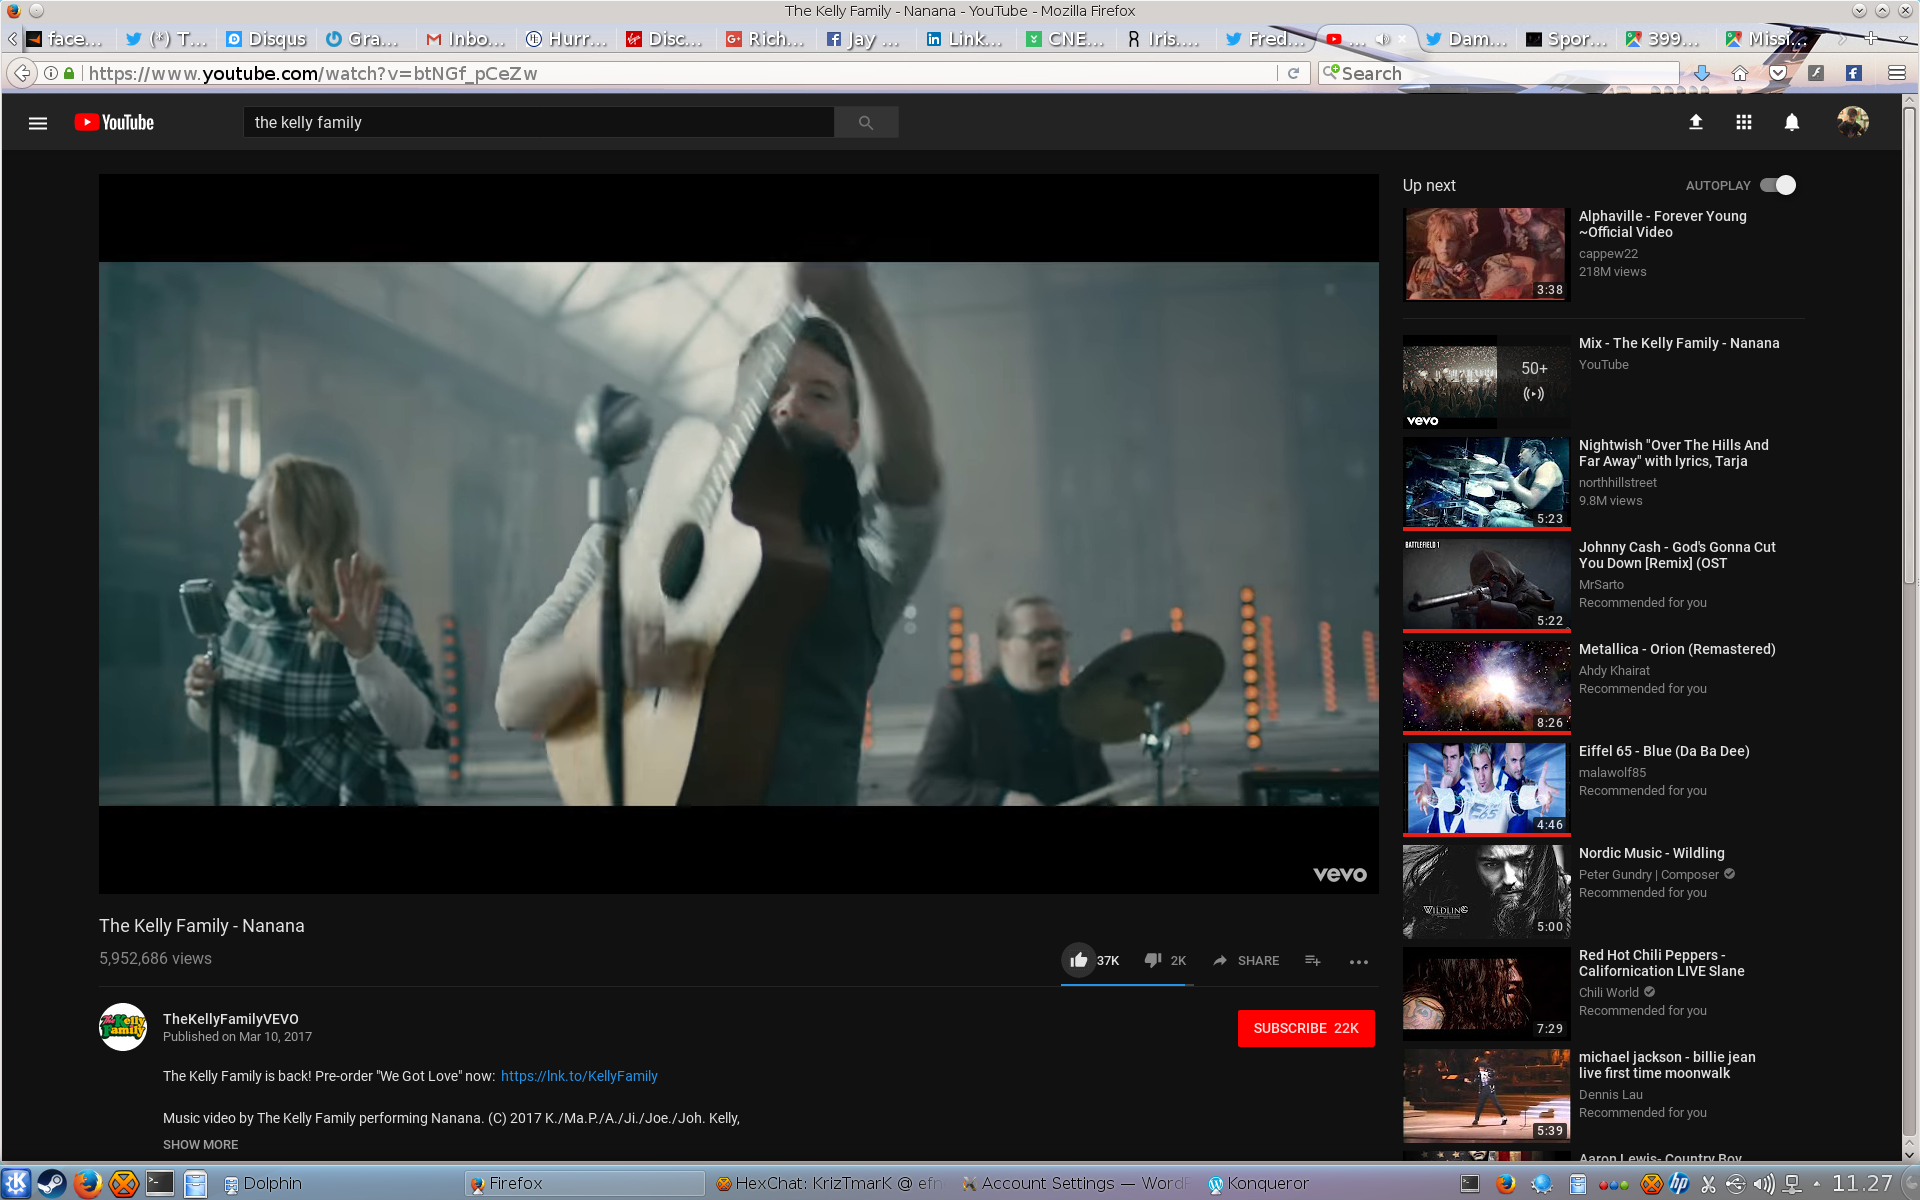 The Kelly Family - Nanana - YouTube - Mozilla Firefox
face...
(*) T...
Disqus
Gra...
Inbo...
Hurr...
Disc...
Rich...
Jay ...
Link...
CNE...
Iris....
Fred...
...
Dam...
Spor...
399...
Missi...
https://www.youtube.com/watch?v=btNGf_pCeZw
Search
YouTube
the kelly family
Up next
AUTOPLAY
Alphaville - Forever Young
~Official Video
cappew22
218M views
3:38
Mix - The Kelly Family - Nanana
YouTube
50+
vevo
Nightwish "Over The Hills And
Far Away" with lyrics, Tarja
northhillstreet
9.8M views
5:23
BATTLEFIELD 1
Johnny Cash - God's Gonna Cut
You Down [Remix] (OST
MrSarto
Recommended for you
5:22
Metallica - Orion (Remastered)
Ahdy Khairat
Recommended for you
8:26
Eiffel 65 - Blue (Da Ba Dee)
malawolf85
Recommended for you
4:46
Nordic Music - Wildling
Peter Gundry | Composer
Recommended for you
WILDLING
5:00
Red Hot Chili Peppers -
Californication LIVE Slane
Chili World
Recommended for you
7:29
michael jackson - billie jean
live first time moonwalk
Dennis Lau
Recommended for you
5:39
Aaron Lewis- Country Boy
vevo
The Kelly Family - Nanana
5,952,686 views
37K
2K
SHARE
The Kelly Family
TheKellyFamilyVEVO
Published on Mar 10, 2017
SUBSCRIBE 22K
The Kelly Family is back! Pre-order "We Got Love" now: https://lnk.to/KellyFamily
Music video by The Kelly Family performing Nanana. (C) 2017 K./Ma.P./A./Ji./Joe./Joh. Kelly,
SHOW MORE
Dolphin
Firefox
HexChat: KrizTmarK @ efn
Account Settings — WordP
Konqueror
hp
11.27